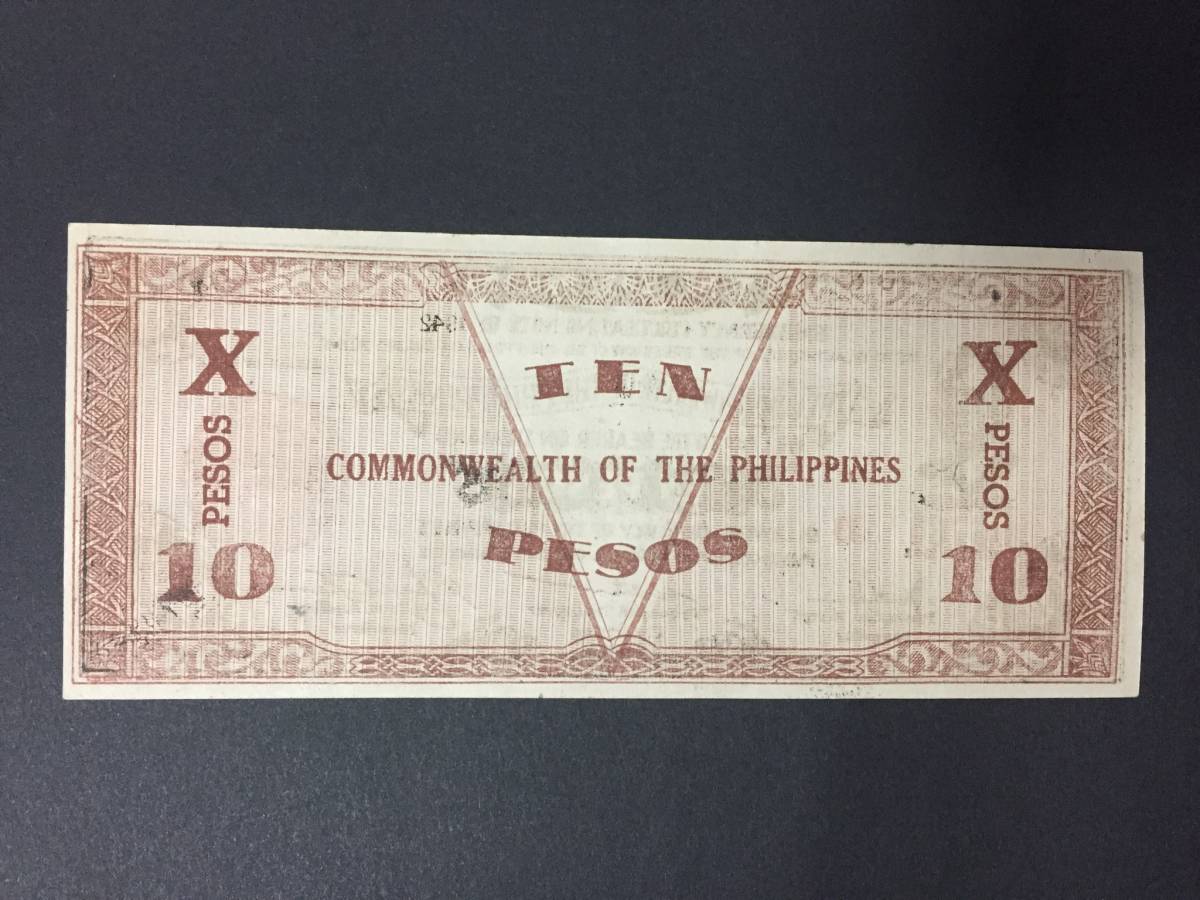 X
PESOS
10
TEN
COMMONWEALTH OF THE PHILIPPINES
PESOS
X
PESOS
10